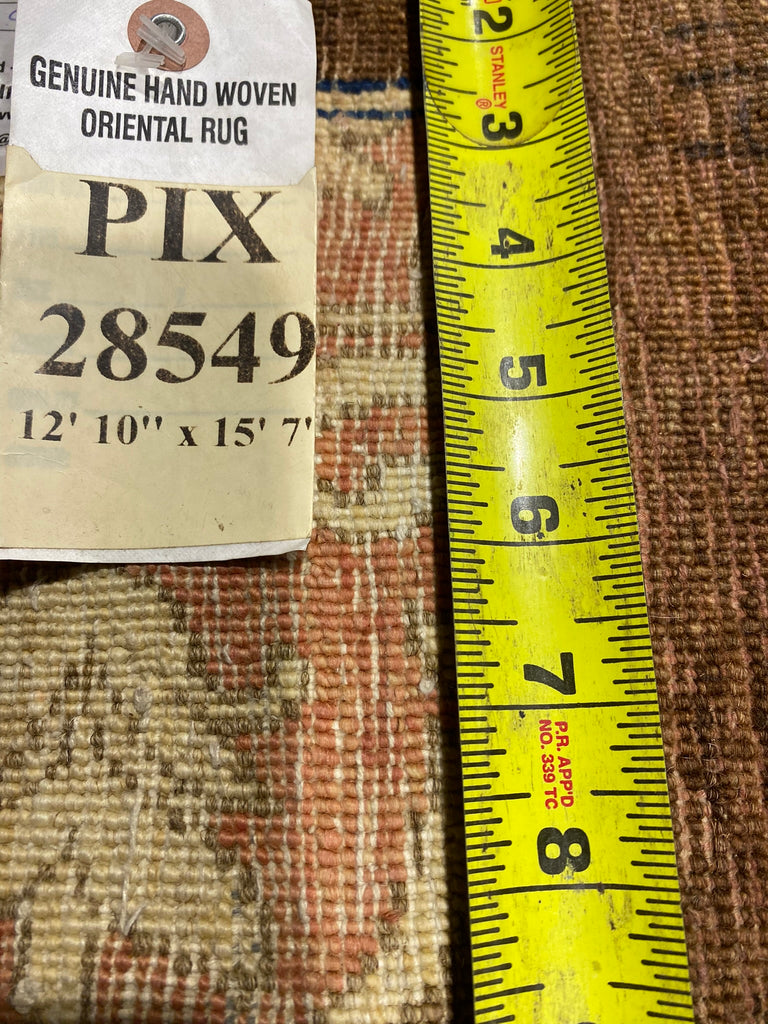 GENUINE HAND WOVEN
ORIENTAL RUG
PIX
28549
12' 10'' x 15' 7'
2
STANLEY
®
3
4
5
6
7
P.R. APP'D
NO. 339 TC
8